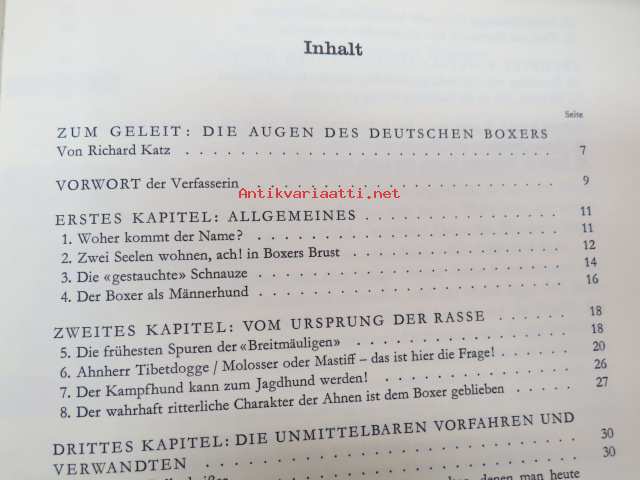 Inhalt
Seite
ZUM GELEIT: DIE AUGEN DES DEUTSCHEN BOXERS
Von Richard Katz . . . . . . . . . . . . . . . . . . . . 7
VORWORT der Verfasserin . . . . . . . . . . . . . . . . 9
Antikvariaatti.net
ERSTES KAPITEL: ALLGEMEINES . . . . . . . . . . 11
1. Woher kommt der Name? . . . . . . . . . . . . . . 11
2. Zwei Seelen wohnen, ach! in Boxers Brust . . . . . . . . 12
3. Die «gestauchte» Schnauze . . . . . . . . . . . . . . 14
4. Der Boxer als Männerhund . . . . . . . . . . . . . . 16
ZWEITES KAPITEL: VOM URSPRUNG DER RASSE . . . . 18
5. Die frühesten Spuren der «Breitmäuligen» . . . . . . . . 18
6. Ahnherr Tibetdogge / Molosser oder Mastiff – das ist hier die Frage! . . . 20
7. Der Kampfhund kann zum Jagdhund werden! . . . . . . . 26
8. Der wahrhaft ritterliche Charakter der Ahnen ist dem Boxer geblieben . . 27
DRITTES KAPITEL: DIE UNMITTELBAREN VORFAHREN UND
VERWANDTEN . . . . . . . . . . . . . . . . . . . 30
30
denen man heute